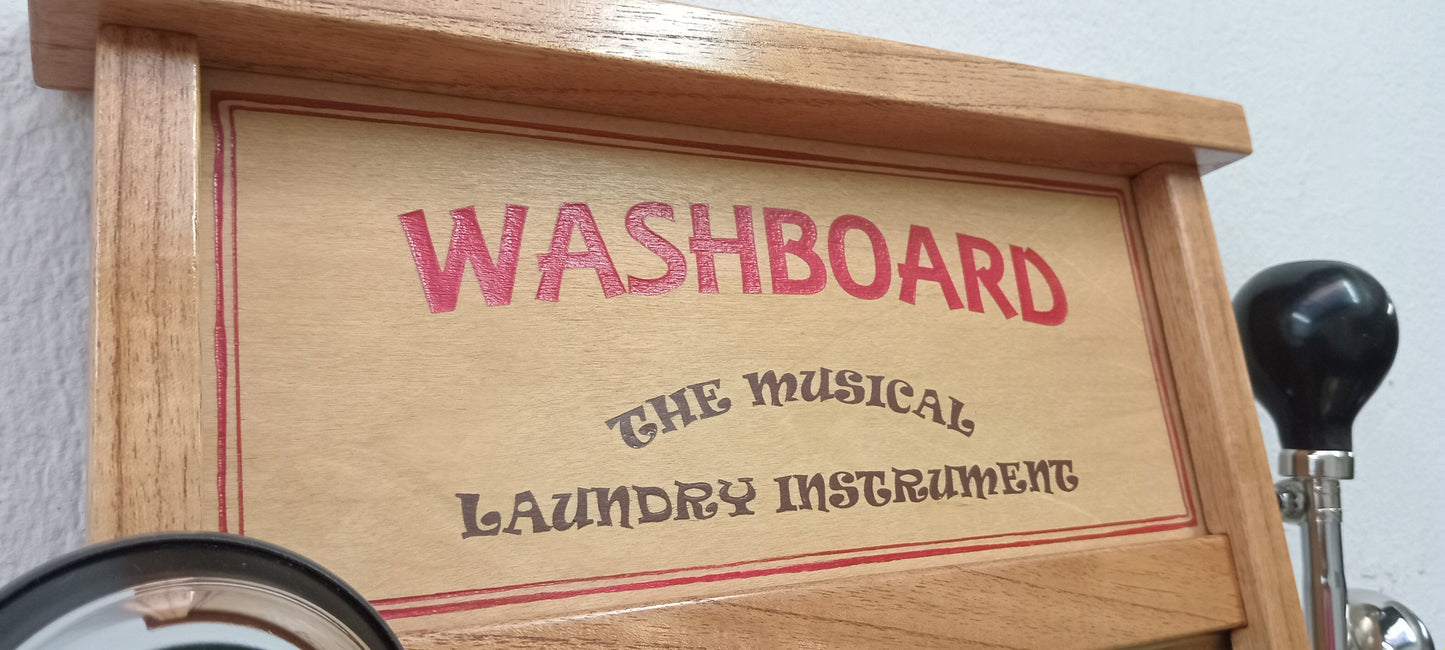 WASHBOARD
THE MUSICAL
LAUNDRY INSTRUMENT